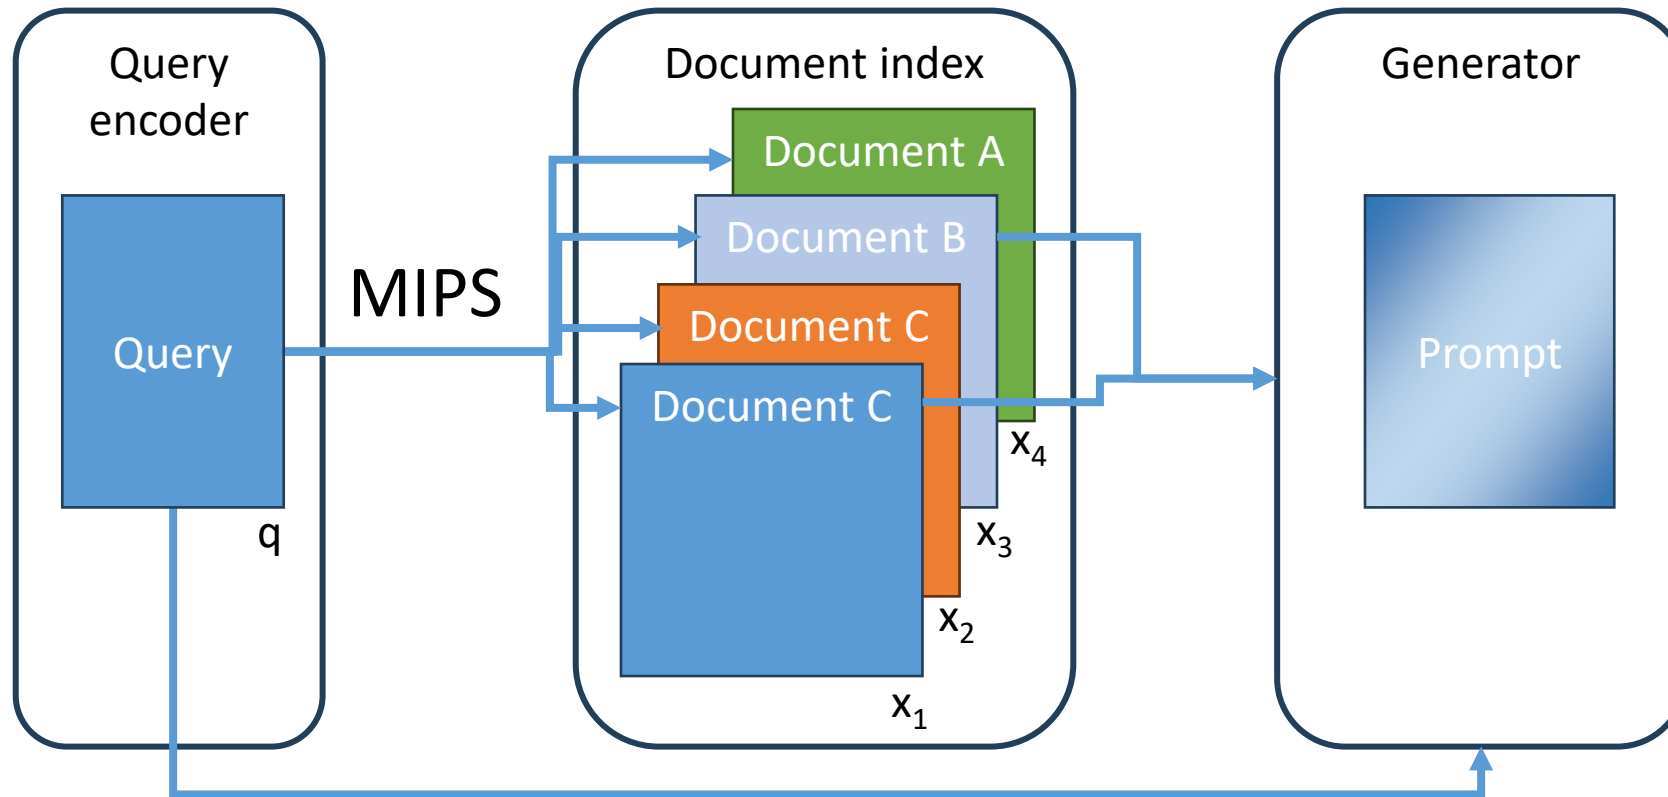 Query
encoder
Query
q
MIPS
Document index
Document A
Document B
Document C
Document C
x₄
x₃
x₂
x₁
Generator
Prompt